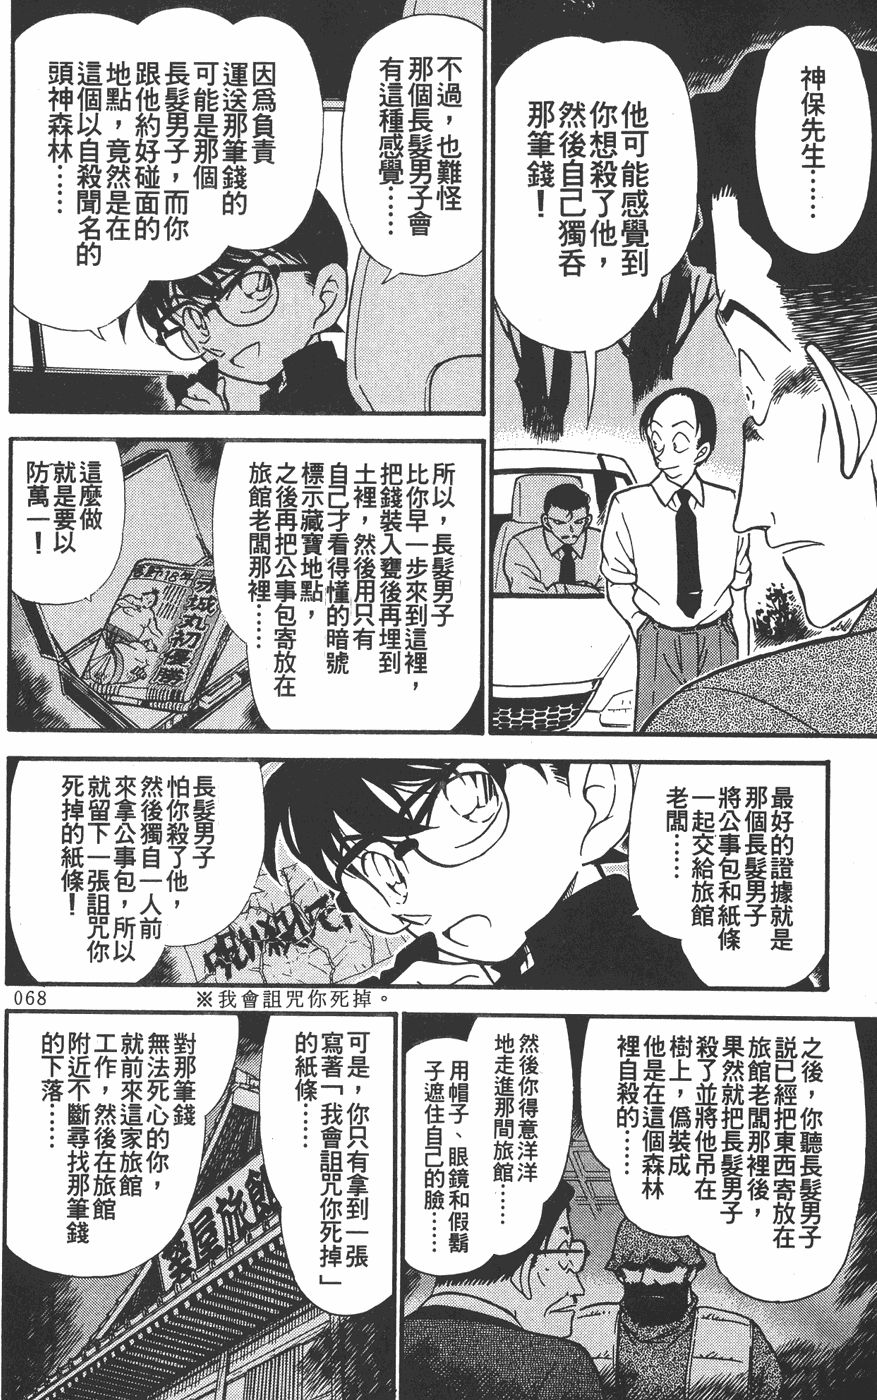 神保先生……
他可能感覺到
你想殺了他，
然後自己獨吞
那筆錢！
不過，也難怪
那個長髮男子會
有這種感覺……
因為負責
運送那筆錢的
可能是那個
長髮男子，而你
跟他約好碰面的
地點，竟然是在
這個以自殺聞名的
頭神森林……
所以，長髮男子
比你早一步來到這裡，
把錢裝入甕後再埋到
土裡，然後用只有
自己才看得懂的暗號
標示藏寶地點，
之後再把公事包寄放在
旅館老闆那裡……
這麼做
就是要以
防萬一！
牙城丸初優勝
最好的證據就是
那個長髮男子
將公事包和紙條
一起交給旅館
老闆……
長髮男子
怕你殺了他，
然後獨自一人前
來拿公事包，所以
就留下一張詛咒你
死掉的紙條！
呪い殺して
068
※我會詛咒你死掉。
之後，你聽長髮男子
說已經把東西寄放在
旅館老闆那裡後，
果然就把長髮男子
殺了並將他吊在
樹上，偽裝成
他是在這個森林
裡自殺的……
然後你得意洋洋
地走進那間旅館……
用帽子、眼鏡和假鬍
子遮住自己的臉……
可是，你只有拿到一張
寫著「我會詛咒你死掉」
的紙條……
對那筆錢
無法死心的你，
就前來這家旅館
工作，然後在旅館
附近不斷尋找那筆錢
的下落……
屋旅館